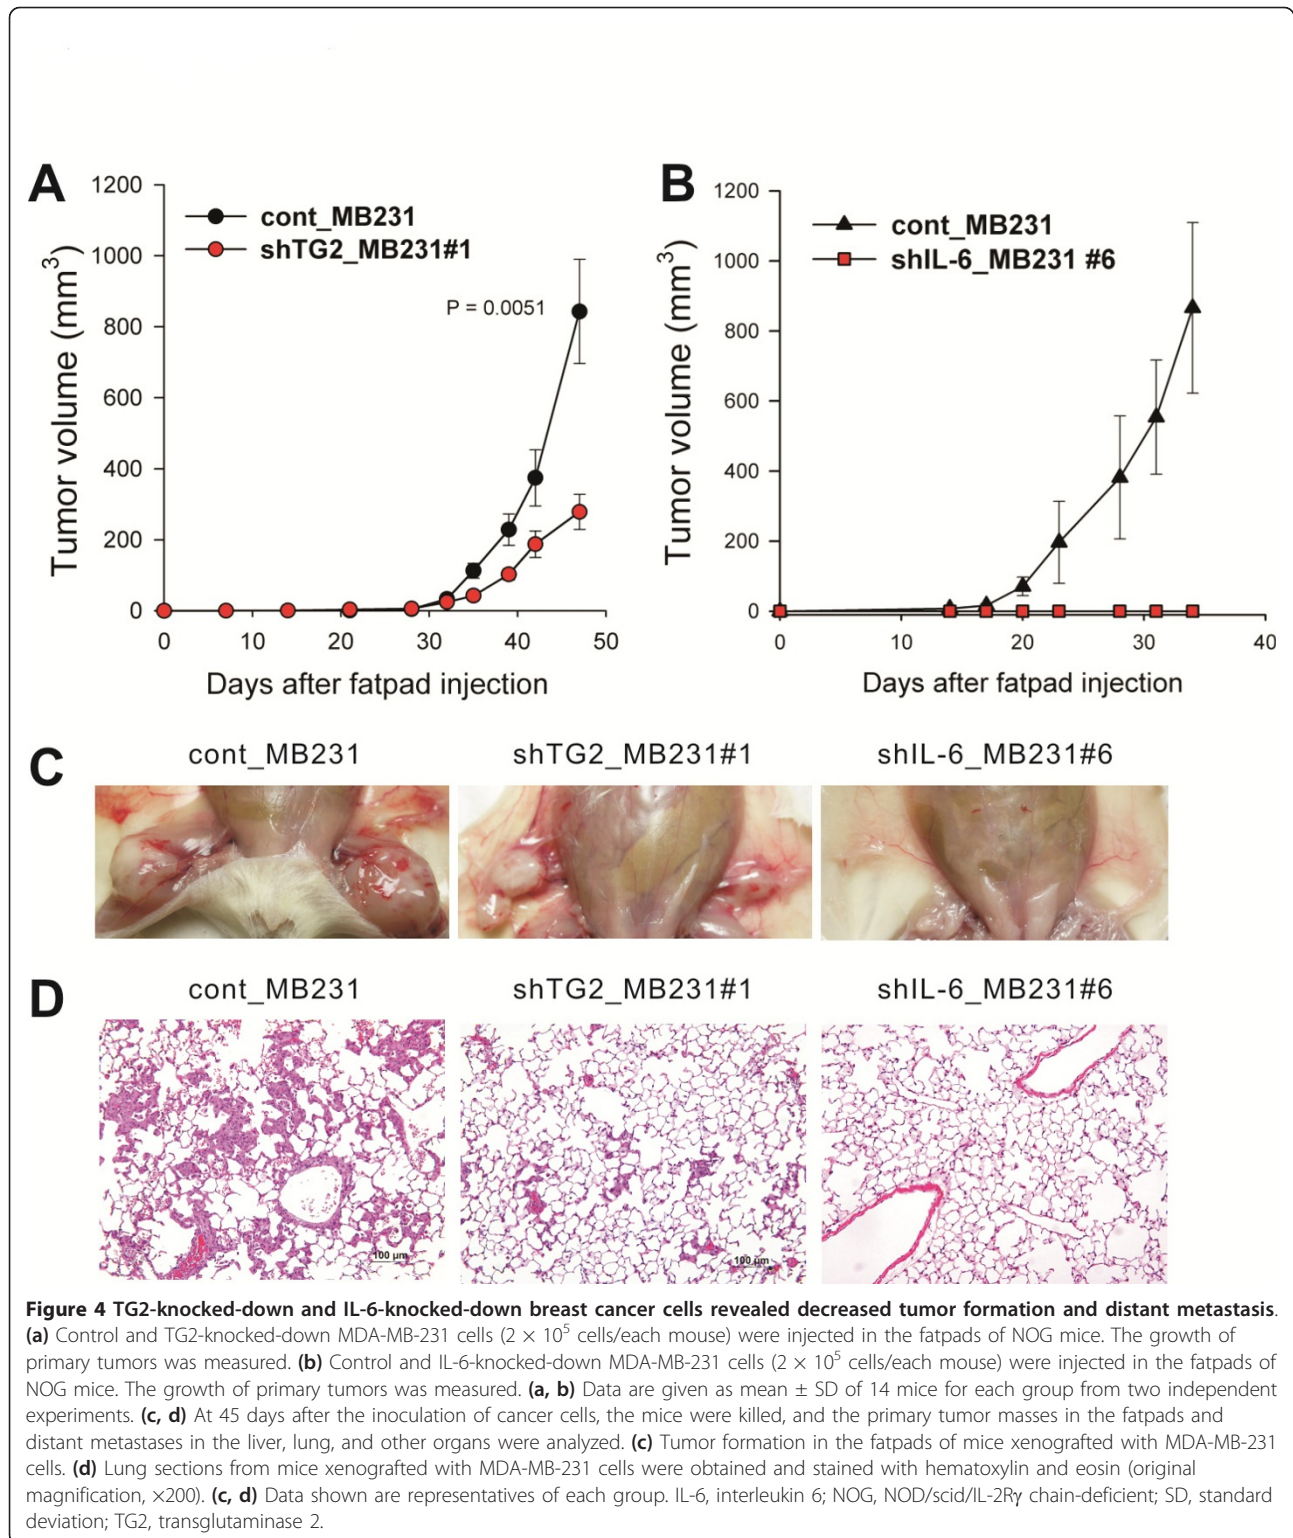 A
B
1200
1000
800
600
400
200
0
0 10 20 30 40 50
Tumor volume (mm³)
Days after fatpad injection
cont_MB231
shTG2_MB231#1
P = 0.0051
1200
1000
800
600
400
200
0
0 10 20 30 40
Tumor volume (mm³)
Days after fatpad injection
cont_MB231
shIL-6_MB231 #6
C
cont_MB231 shTG2_MB231#1 shIL-6_MB231#6
D
cont_MB231 shTG2_MB231#1 shIL-6_MB231#6
100 µm
100 µm
Figure 4 TG2-knocked-down and IL-6-knocked-down breast cancer cells revealed decreased tumor formation and distant metastasis.
(a) Control and TG2-knocked-down MDA-MB-231 cells (2 × 10⁵ cells/each mouse) were injected in the fatpads of NOG mice. The growth of
primary tumors was measured. (b) Control and IL-6-knocked-down MDA-MB-231 cells (2 × 10⁵ cells/each mouse) were injected in the fatpads of
NOG mice. The growth of primary tumors was measured. (a, b) Data are given as mean ± SD of 14 mice for each group from two independent
experiments. (c, d) At 45 days after the inoculation of cancer cells, the mice were killed, and the primary tumor masses in the fatpads and
distant metastases in the liver, lung, and other organs were analyzed. (c) Tumor formation in the fatpads of mice xenografted with MDA-MB-231
cells. (d) Lung sections from mice xenografted with MDA-MB-231 cells were obtained and stained with hematoxylin and eosin (original
magnification, ×200). (c, d) Data shown are representatives of each group. IL-6, interleukin 6; NOG, NOD/scid/IL-2Rγ chain-deficient; SD, standard
deviation; TG2, transglutaminase 2.